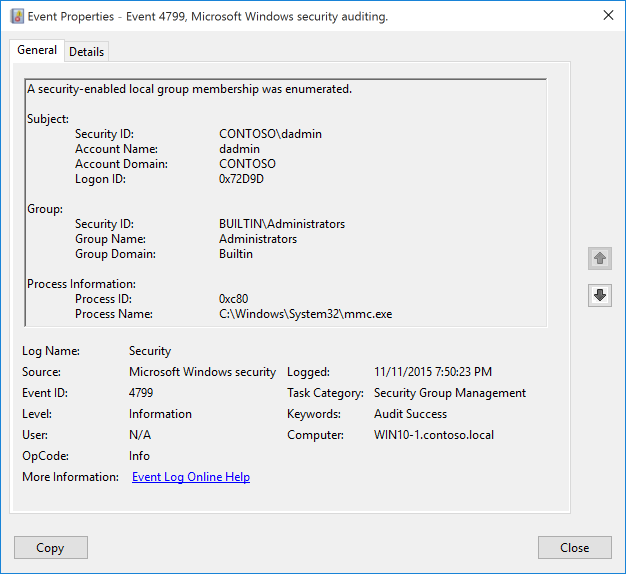 Event Properties - Event 4799, Microsoft Windows security auditing.
General Details
A security-enabled local group membership was enumerated.
Subject:
Security ID: CONTOSO\dadmin
Account Name: dadmin
Account Domain: CONTOSO
Logon ID: 0x72D9D
Group:
Security ID: BUILTIN\Administrators
Group Name: Administrators
Group Domain: Builtin
Process Information:
Process ID: 0xc80
Process Name: C:\Windows\System32\mmc.exe
Log Name: Security
Source: Microsoft Windows security Logged: 11/11/2015 7:50:23 PM
Event ID: 4799 Task Category: Security Group Management
Level: Information Keywords: Audit Success
User: N/A Computer: WIN10-1.contoso.local
OpCode: Info
More Information: Event Log Online Help
Copy Close